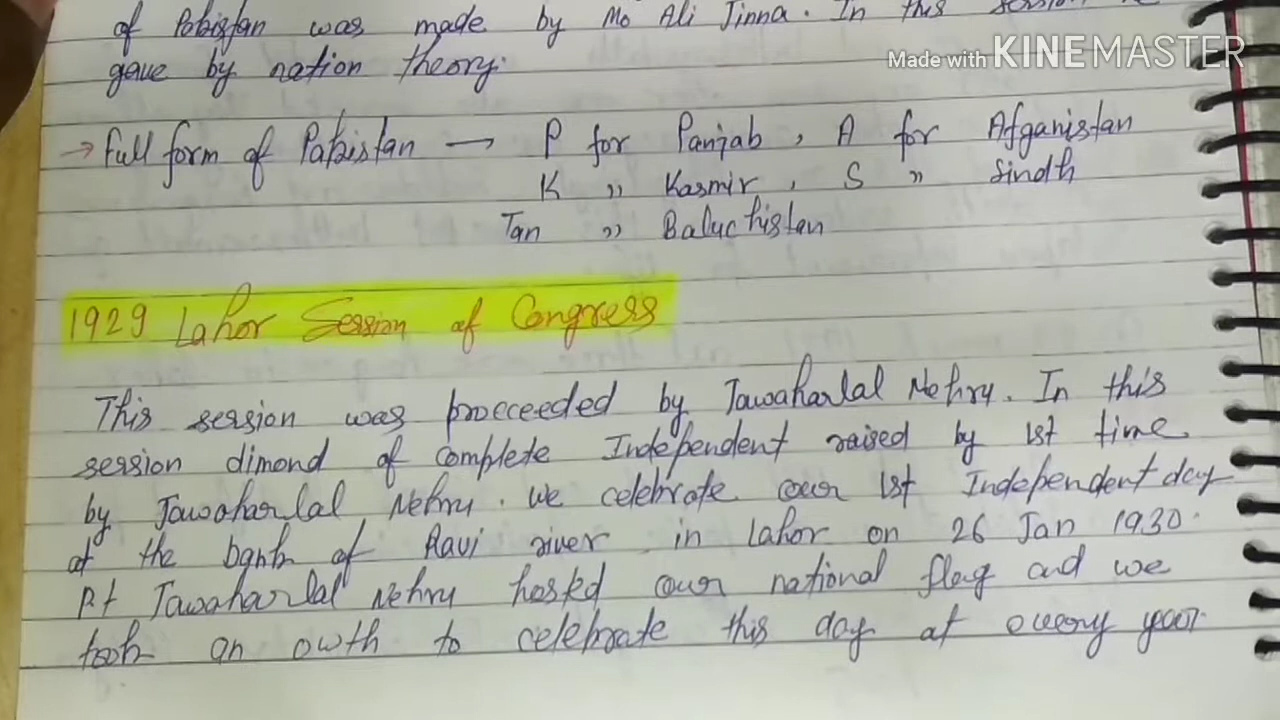 of Pakistan was made by Mo Ali Jinna. In this session he
Made with KINEMASTER
gave by nation theory.
→ Full form of Pakistan — P for Panjab, A for Afganistan
K ,, Kasmir, S ,, Sindh
Tan ,, Baluchistan
1929 Lahor Session of Congress
This session was procceeded by Jawaharlal Nehru. In this
session dimond of complete Independent raised by 1st time
by Jawaharlal Nehru. We celebrate our 1st Independent day
at the bank of Ravi river in Lahor on 26 Jan 1930.
Pt Jawaharlal Nehru hosted our national flag and we
took an owth to celebrate this day at every year.